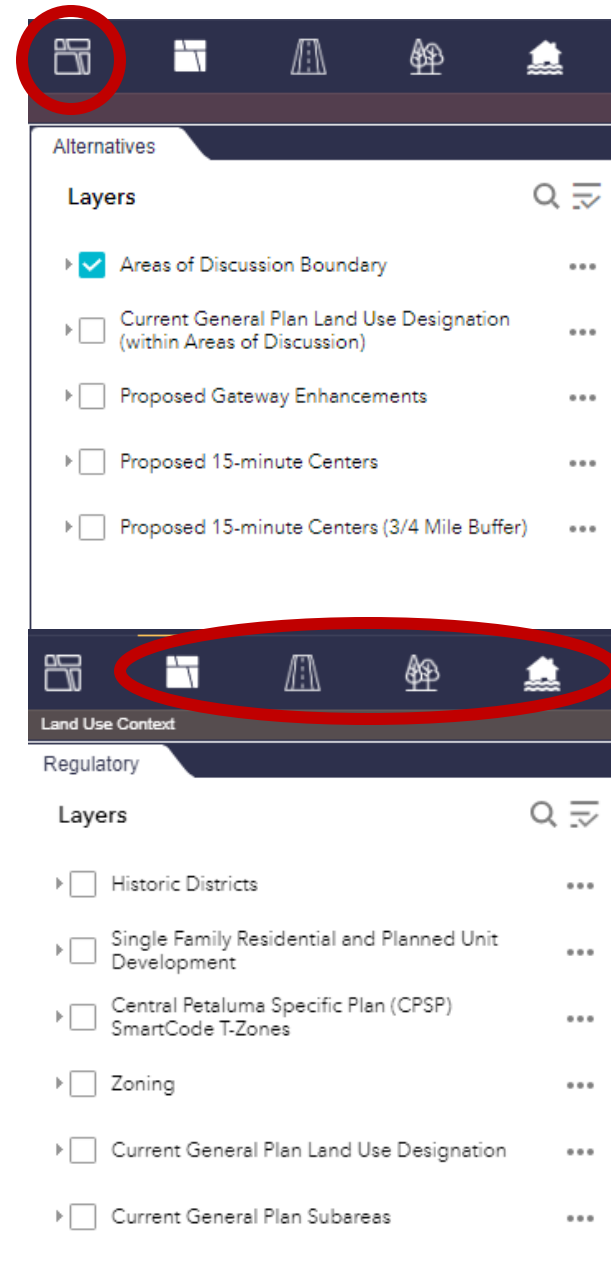 Alternatives
Layers
Areas of Discussion Boundary
Current General Plan Land Use Designation
(within Areas of Discussion)
Proposed Gateway Enhancements
Proposed 15-minute Centers
Proposed 15-minute Centers (3/4 Mile Buffer)
Land Use Context
Regulatory
Layers
Historic Districts
Single Family Residential and Planned Unit
Development
Central Petaluma Specific Plan (CPSP)
SmartCode T-Zones
Zoning
Current General Plan Land Use Designation
Current General Plan Subareas